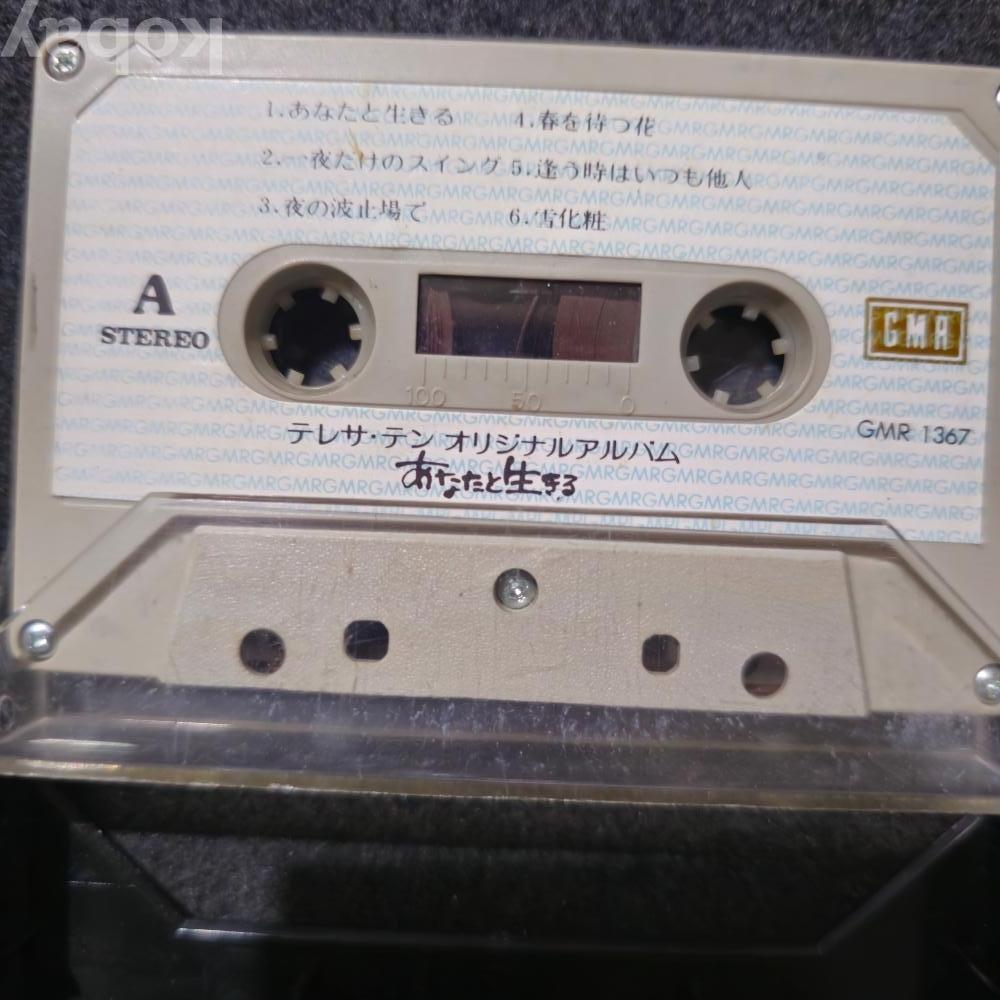 kobay
1.あなたと生きる
4.春を待つ花
2.一夜だけのスイング
5.逢う時はいつも他人
3.夜の波止場で
6.雪化粧
A
STEREO
GMR
100 50 0
GMR 1367
テレサ・テン オリジナルアルバム
あなたと生きる